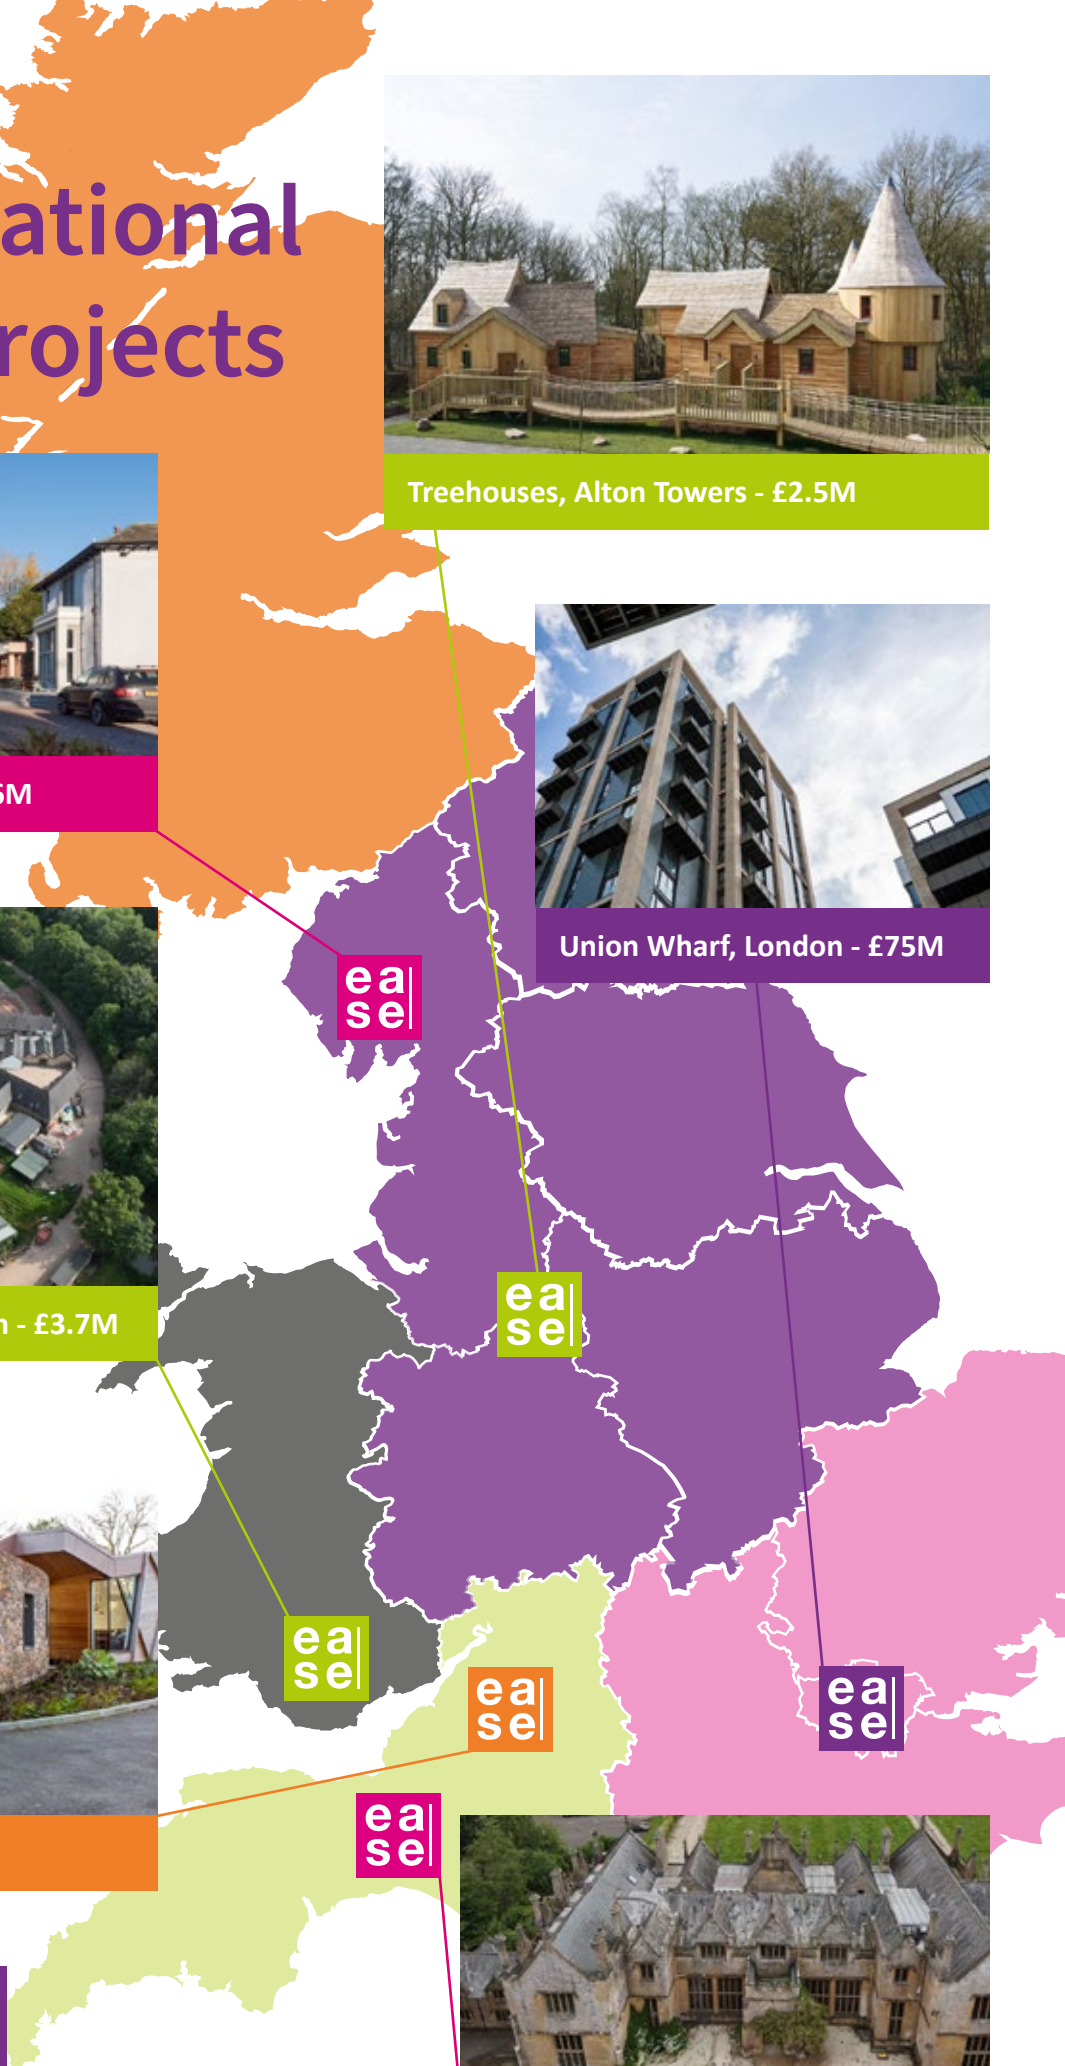 ational
rojects
Treehouses, Alton Towers - £2.5M
Union Wharf, London - £75M
M
ea
se
- £3.7M
ea
se
ea
se
ea
se
ea
se
ea
se